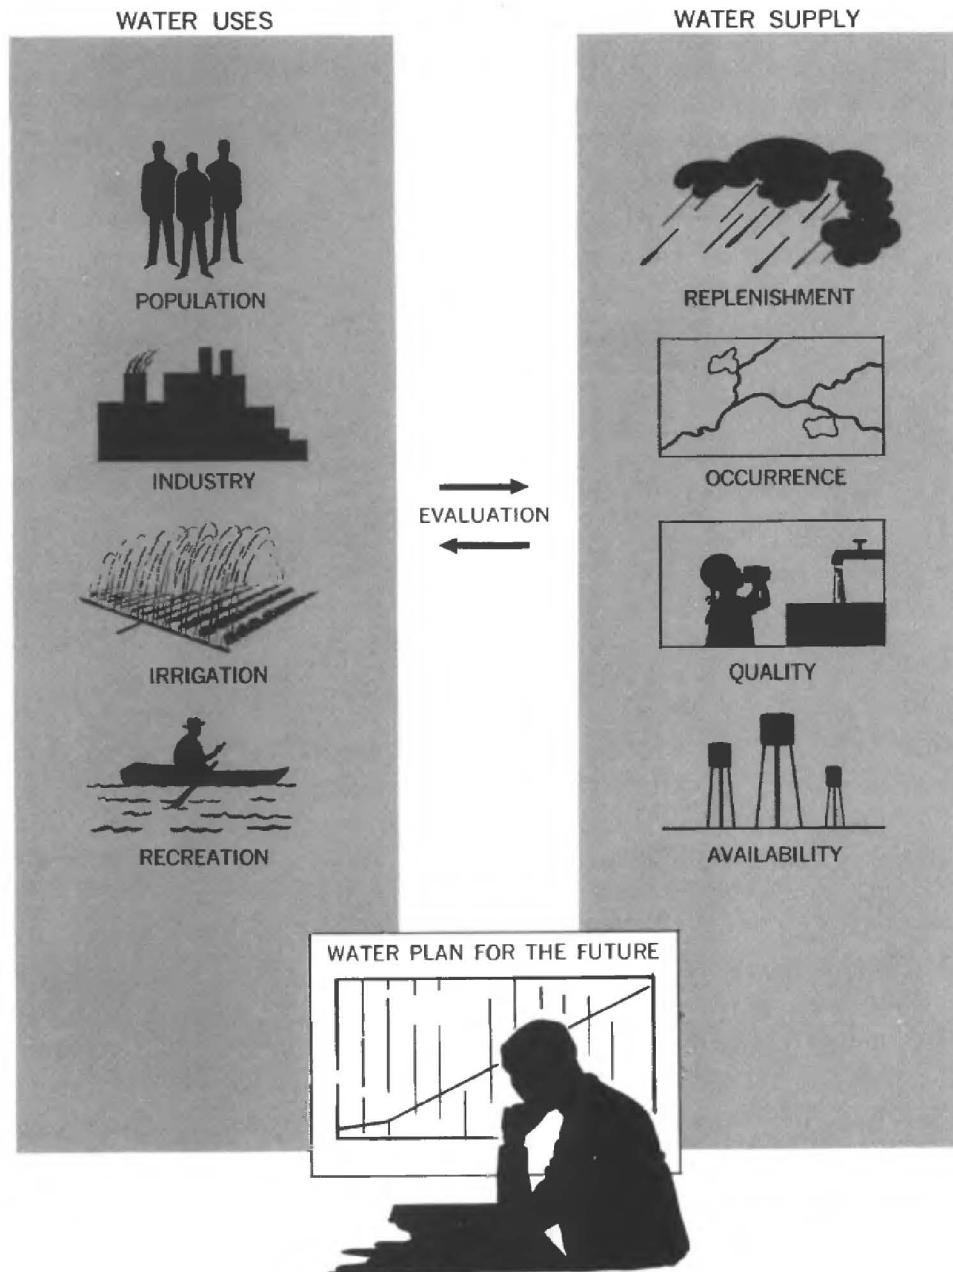 WATER USES
POPULATION
INDUSTRY
IRRIGATION
RECREATION
EVALUATION
WATER SUPPLY
REPLENISHMENT
OCCURRENCE
QUALITY
AVAILABILITY
WATER PLAN FOR THE FUTURE